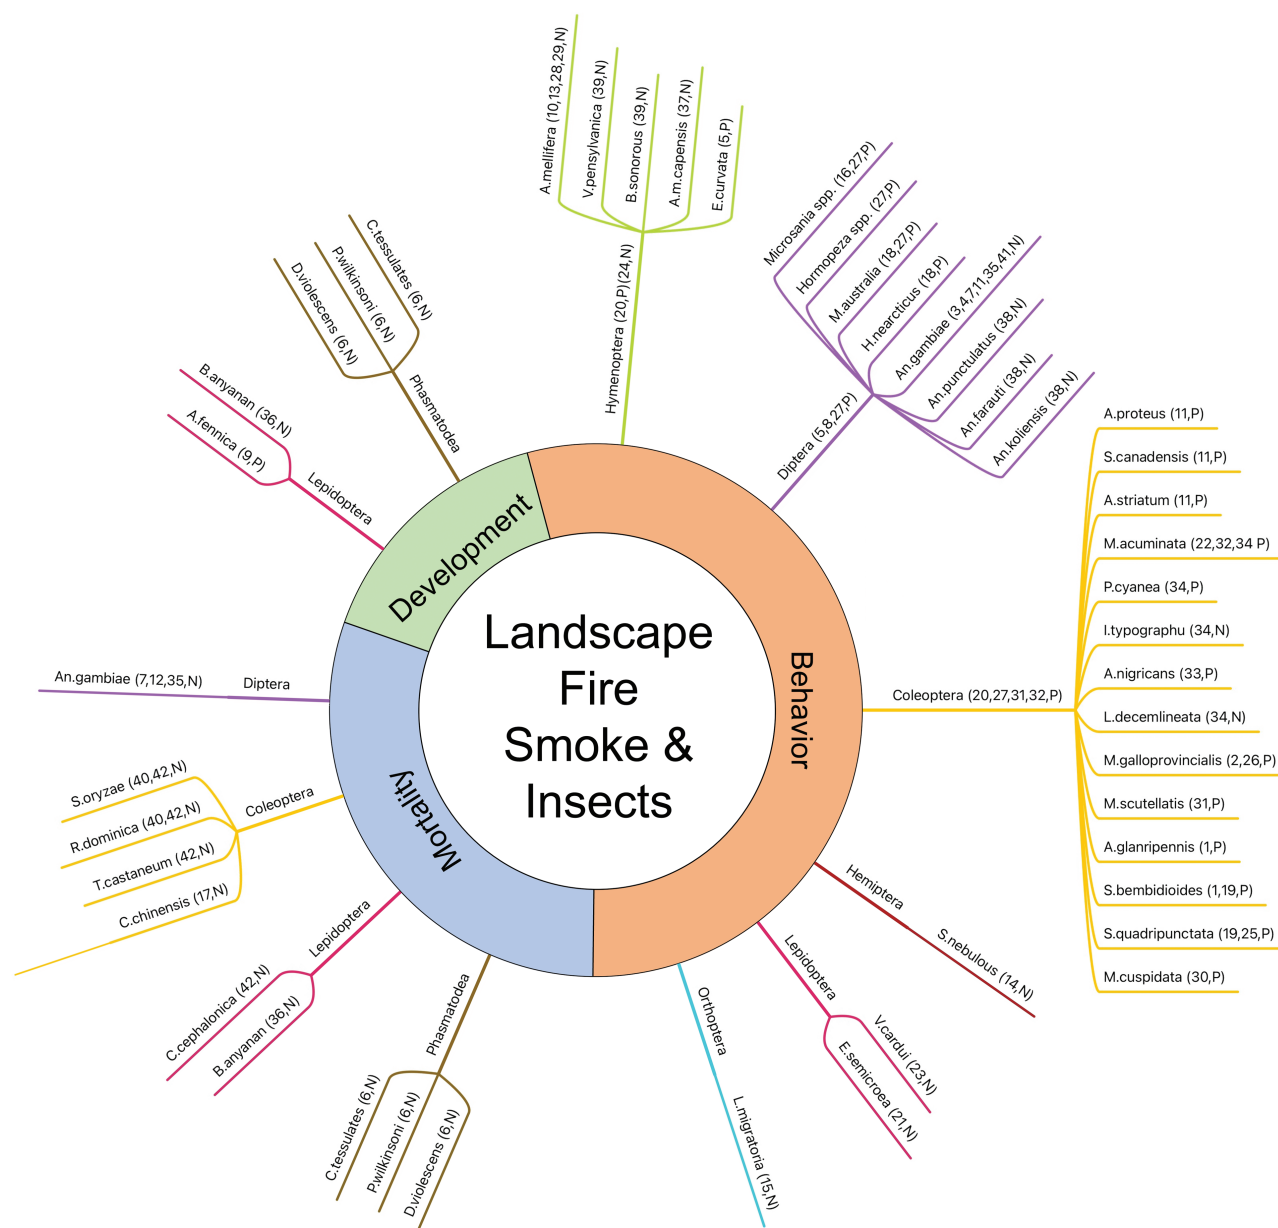 Landscape
Fire
Smoke &
Insects
Behavior
Hymenoptera (20,P)(24,N)
A.mellifera (10,13,28,29,N)
V.pensylvanica (39,N)
B.sonorous (39,N)
A.m.capensis (37,N)
E.curvata (5,P)
Diptera (5,8,27,P)
Microsania spp. (16,27,P)
Hormopeza spp. (27,P)
M.australia (18,27,P)
H.nearcticus (18,P)
An.gambiae (3,4,7,11,35,41,N)
An.punctulatus (38,N)
An.farauti (38,N)
An.koliensis (38,N)
Coleoptera (20,27,31,32,P)
A.proteus (11,P)
S.canadensis (11,P)
A.striatum (11,P)
M.acuminata (22,32,34 P)
P.cyanea (34,P)
I.typographu (34,N)
A.nigricans (33,P)
L.decemlineata (34,N)
M.galloprovincialis (2,26,P)
M.scutellatis (31,P)
A.glanripennis (1,P)
S.bembidioides (1,19,P)
S.quadripunctata (19,25,P)
M.cuspidata (30,P)
Hemiptera
S.nebulous (14,N)
Lepidoptera
V.cardui (23,N)
E.semicroea (21,N)
Orthoptera
L.migratoria (15,N)
Mortality
Phasmatodea
D.violescens (6,N)
P.wilkinsoni (6,N)
C.tessulates (6,N)
Lepidoptera
B.anyanan (36,N)
C.cephalonica (42,N)
Coleoptera
C.chinensis (17,N)
T.castaneum (42,N)
R.dominica (40,42,N)
S.oryzae (40,42,N)
Diptera
An.gambiae (7,12,35,N)
Development
Lepidoptera
A.fennica (9,P)
B.anyanan (36,N)
Phasmatodea
D.violescens (6,N)
P.wilkinsoni (6,N)
C.tessulates (6,N)